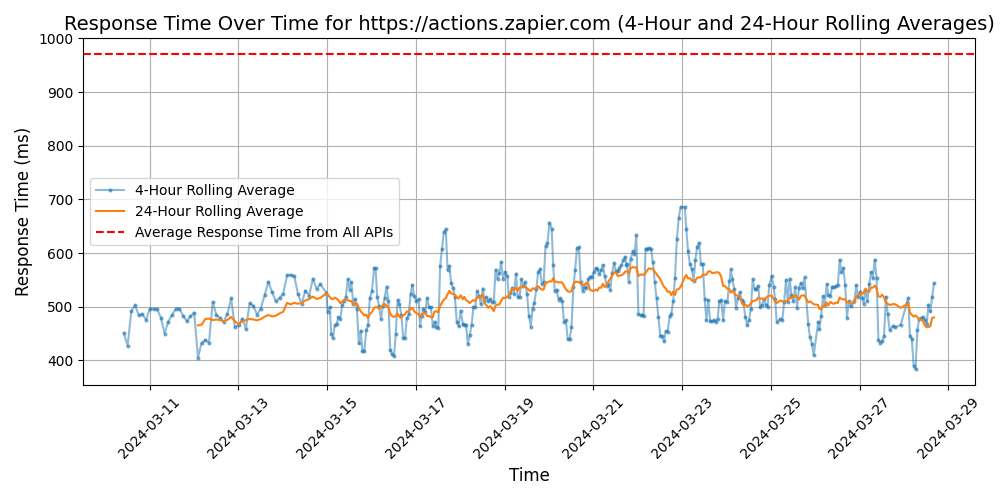 Response Time Over Time for https://actions.zapier.com (4-Hour and 24-Hour Rolling Averages)
Response Time (ms)
1000
900
800
700
600
500
400
4-Hour Rolling Average
24-Hour Rolling Average
Average Response Time from All APIs
2024-03-11
2024-03-13
2024-03-15
2024-03-17
2024-03-19
2024-03-21
2024-03-23
2024-03-25
2024-03-27
2024-03-29
Time